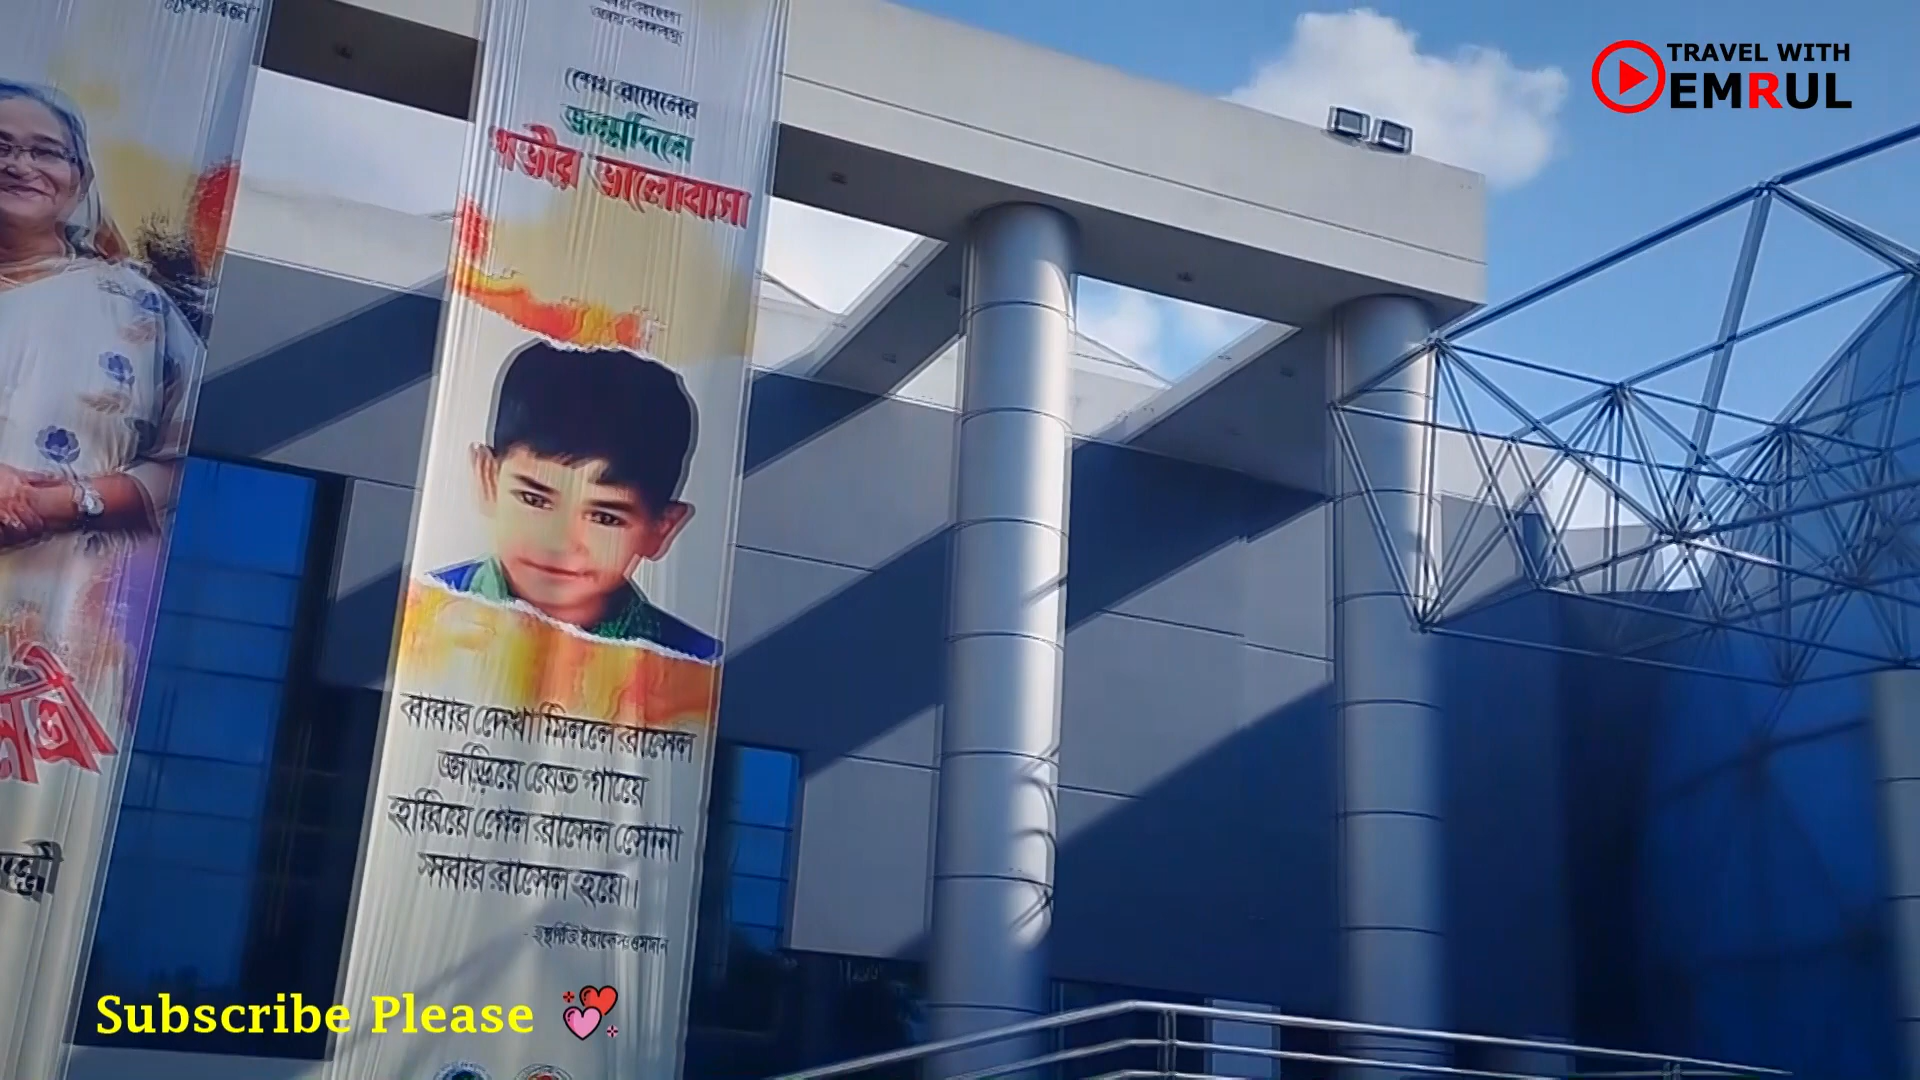 TRAVEL WITH
EMRUL
শেখ রাসেলের
জন্মদিনে
গভীর ভালোবাসা
বাবার দেখা মিললে রাসেল
জড়িয়ে যেত গায়ে
হারিয়ে গেল রাসেল সোনা
সবার রাসেল হয়ে।।
Subscribe Please